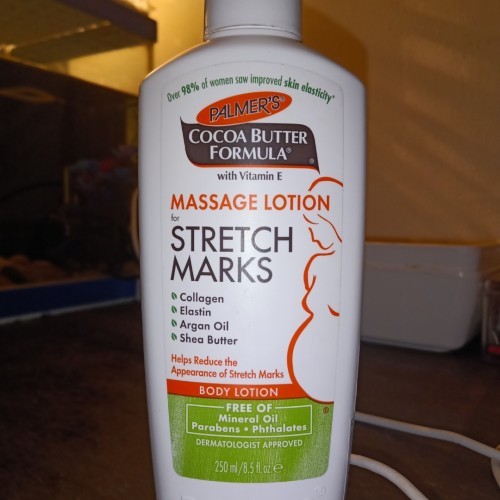 Over 98% of women saw improved skin elasticity*
PALMER'S®
COCOA BUTTER
FORMULA®
with Vitamin E
MASSAGE LOTION
for
STRETCH
MARKS
Collagen
Elastin
Argan Oil
Shea Butter
Helps Reduce the
Appearance of Stretch Marks
BODY LOTION
FREE OF
Mineral Oil
Parabens • Phthalates
DERMATOLOGIST APPROVED
250 ml / 8.5 fl. oz. ℮